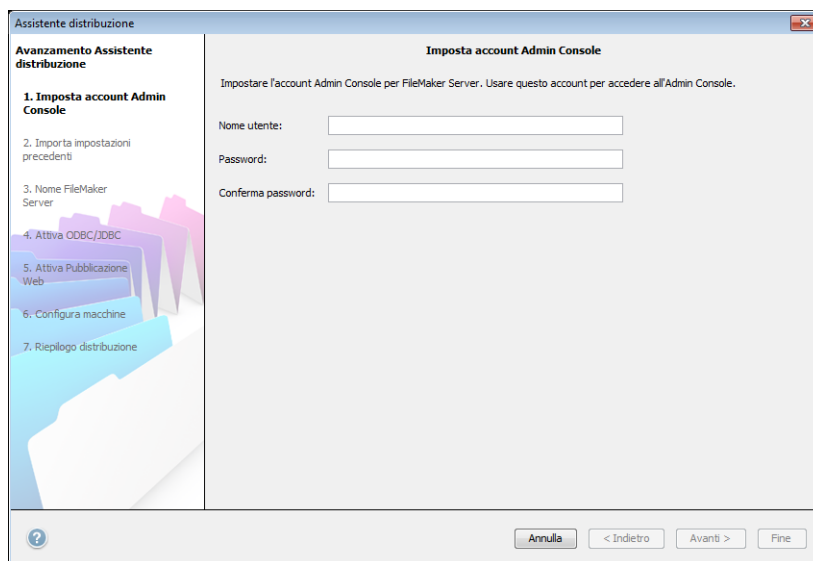 Assistente distribuzione
Avanzamento Assistente
distribuzione
1. Imposta account Admin
Console
2. Importa impostazioni
precedenti
3. Nome FileMaker
Server
4. Attiva ODBC/JDBC
5. Attiva Pubblicazione
Web
6. Configura macchine
7. Riepilogo distribuzione
Imposta account Admin Console
Impostare l'account Admin Console per FileMaker Server. Usare questo account per accedere all'Admin Console.
Nome utente:
Password:
Conferma password:
?
Annulla
< Indietro
Avanti >
Fine